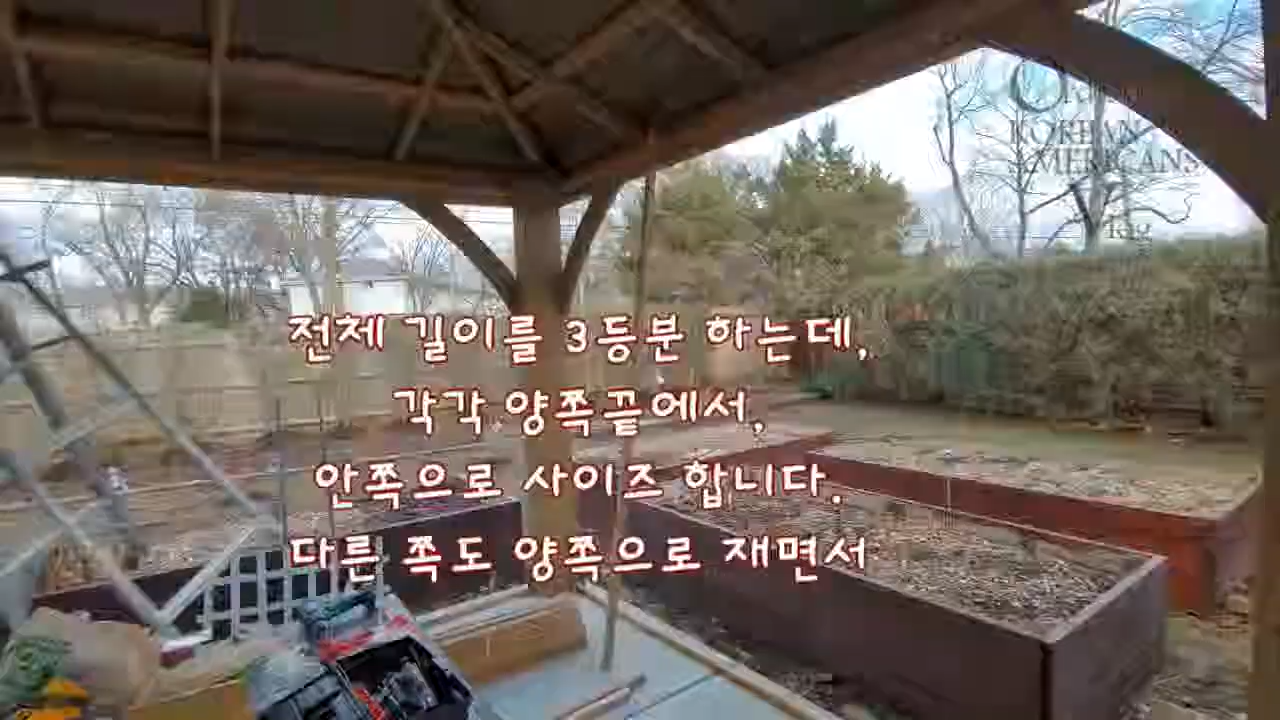 KOREAN
AMERICANS
전체 길이를 3등분 하는데,
각각 양쪽끝에서,
안쪽으로 사이즈 합니다.
다른 쪽도 양쪽으로 재면서